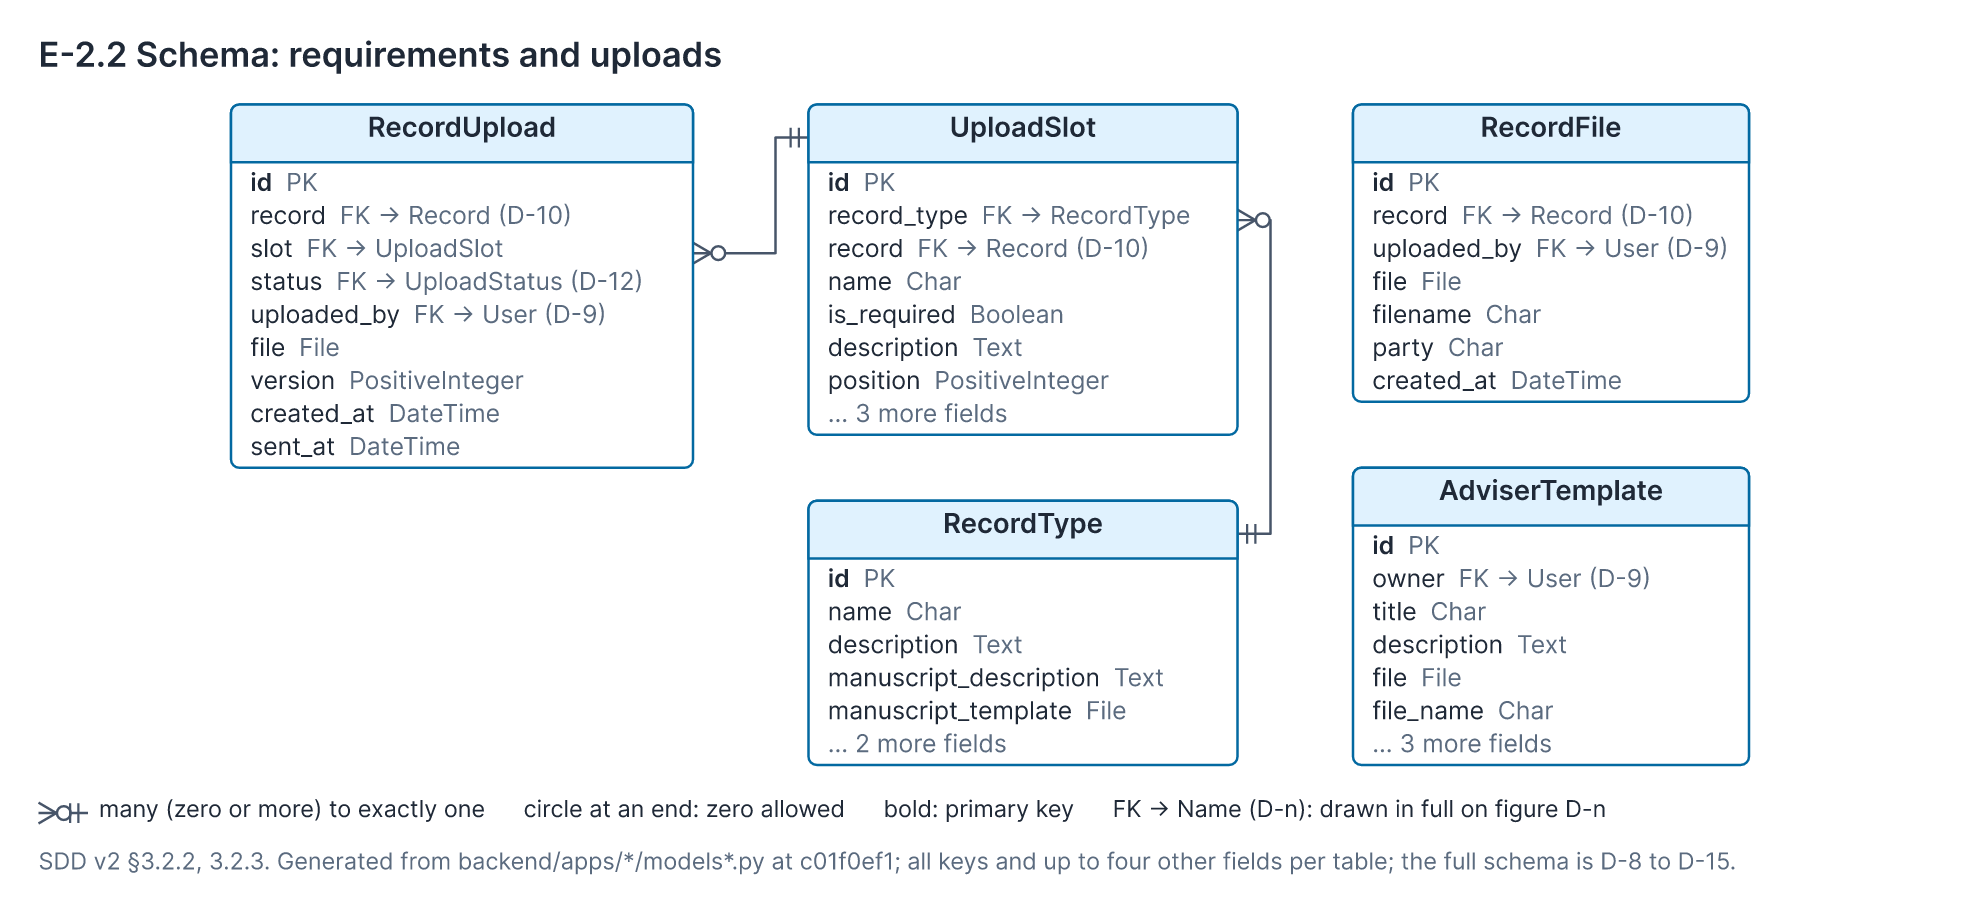 E-2.2 Schema: requirements and uploads
RecordUpload
id PK
record FK → Record (D-10)
slot FK → UploadSlot
status FK → UploadStatus (D-12)
uploaded_by FK → User (D-9)
file File
version PositiveInteger
created_at DateTime
sent_at DateTime
UploadSlot
id PK
record_type FK → RecordType
record FK → Record (D-10)
name Char
is_required Boolean
description Text
position PositiveInteger
... 3 more fields
RecordFile
id PK
record FK → Record (D-10)
uploaded_by FK → User (D-9)
file File
filename Char
party Char
created_at DateTime
RecordType
id PK
name Char
description Text
manuscript_description Text
manuscript_template File
... 2 more fields
AdviserTemplate
id PK
owner FK → User (D-9)
title Char
description Text
file File
file_name Char
... 3 more fields
many (zero or more) to exactly one circle at an end: zero allowed bold: primary key FK → Name (D-n): drawn in full on figure D-n
SDD v2 §3.2.2, 3.2.3. Generated from backend/apps/*/models*.py at c01f0ef1; all keys and up to four other fields per table; the full schema is D-8 to D-15.